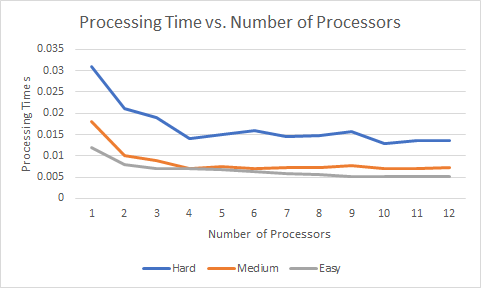 Processing Time vs. Number of Processors
0.035
0.03
0.025
0.02
0.015
0.01
0.005
0
Processing Times
1 2 3 4 5 6 7 8 9 10 11 12
Number of Processors
Hard Medium Easy